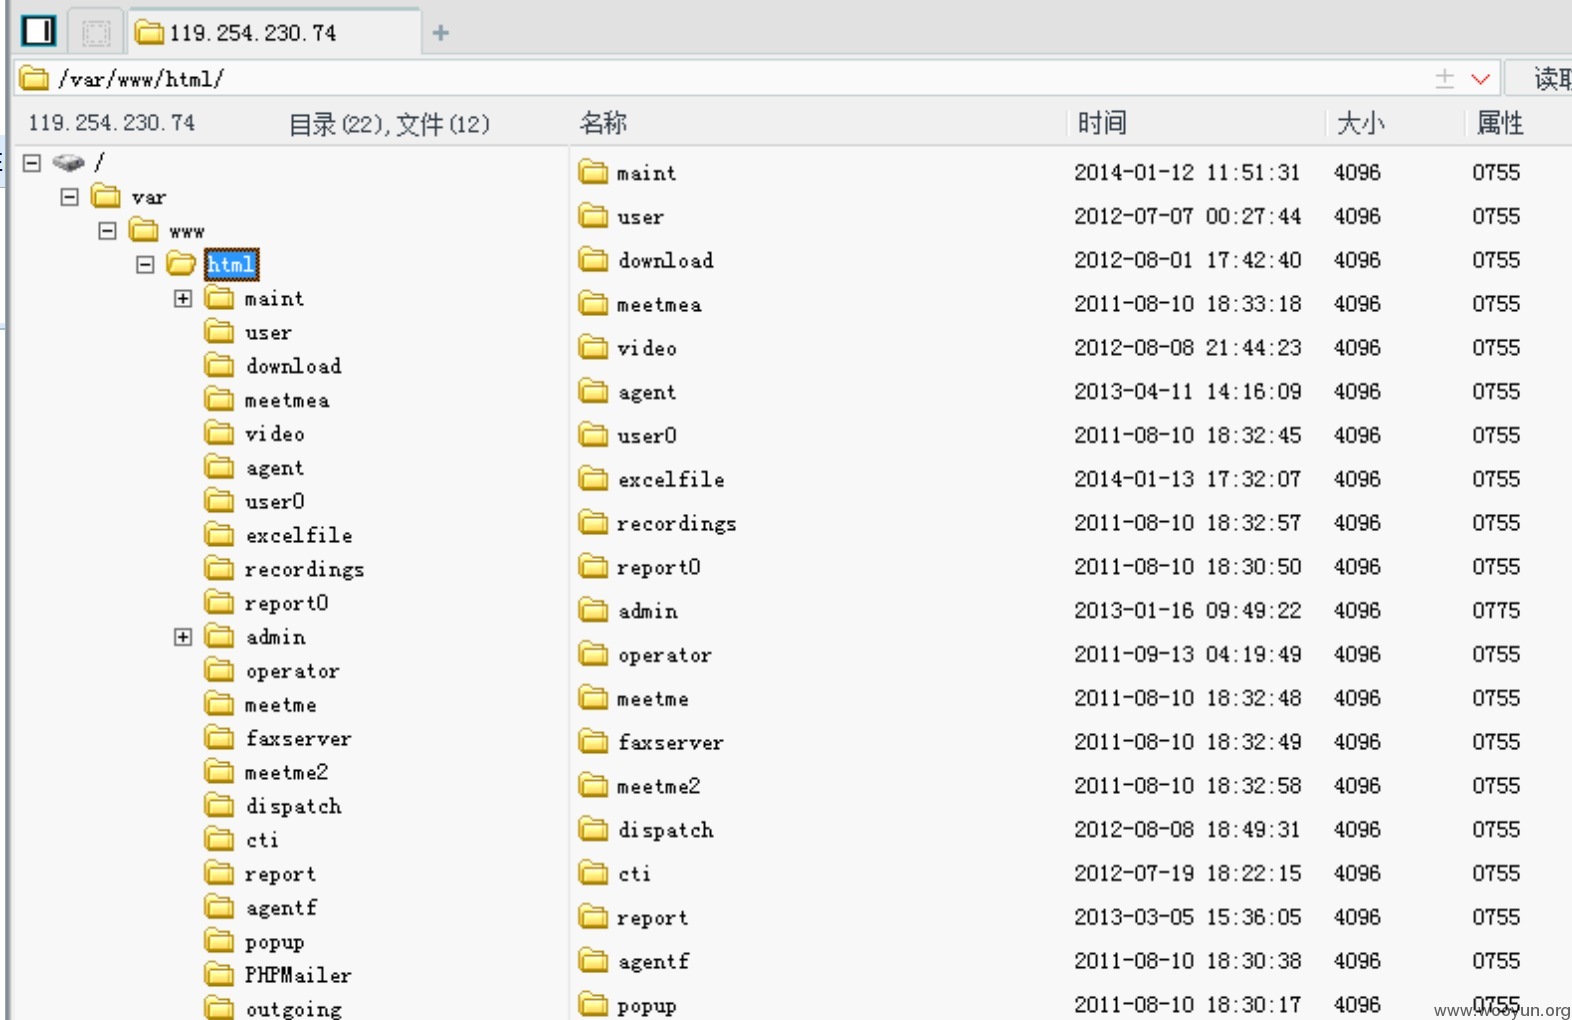 119.254.230.74
/var/www/html/
读取
119.254.230.74 目录(22),文件(12) 名称 时间 大小 属性
/
var
www
html
maint
user
download
meetmea
video
agent
user0
excelfile
recordings
report0
admin
operator
meetme
faxserver
meetme2
dispatch
cti
report
agentf
popup
PHPMailer
outgoing
maint 2014-01-12 11:51:31 4096 0755
user 2012-07-07 00:27:44 4096 0755
download 2012-08-01 17:42:40 4096 0755
meetmea 2011-08-10 18:33:18 4096 0755
video 2012-08-08 21:44:23 4096 0755
agent 2013-04-11 14:16:09 4096 0755
user0 2011-08-10 18:32:45 4096 0755
excelfile 2014-01-13 17:32:07 4096 0755
recordings 2011-08-10 18:32:57 4096 0755
report0 2011-08-10 18:30:50 4096 0755
admin 2013-01-16 09:49:22 4096 0775
operator 2011-09-13 04:19:49 4096 0755
meetme 2011-08-10 18:32:48 4096 0755
faxserver 2011-08-10 18:32:49 4096 0755
meetme2 2011-08-10 18:32:58 4096 0755
dispatch 2012-08-08 18:49:31 4096 0755
cti 2012-07-19 18:22:15 4096 0755
report 2013-03-05 15:36:05 4096 0755
agentf 2011-08-10 18:30:38 4096 0755
popup 2011-08-10 18:30:17 4096 0755
www.wooyun.org